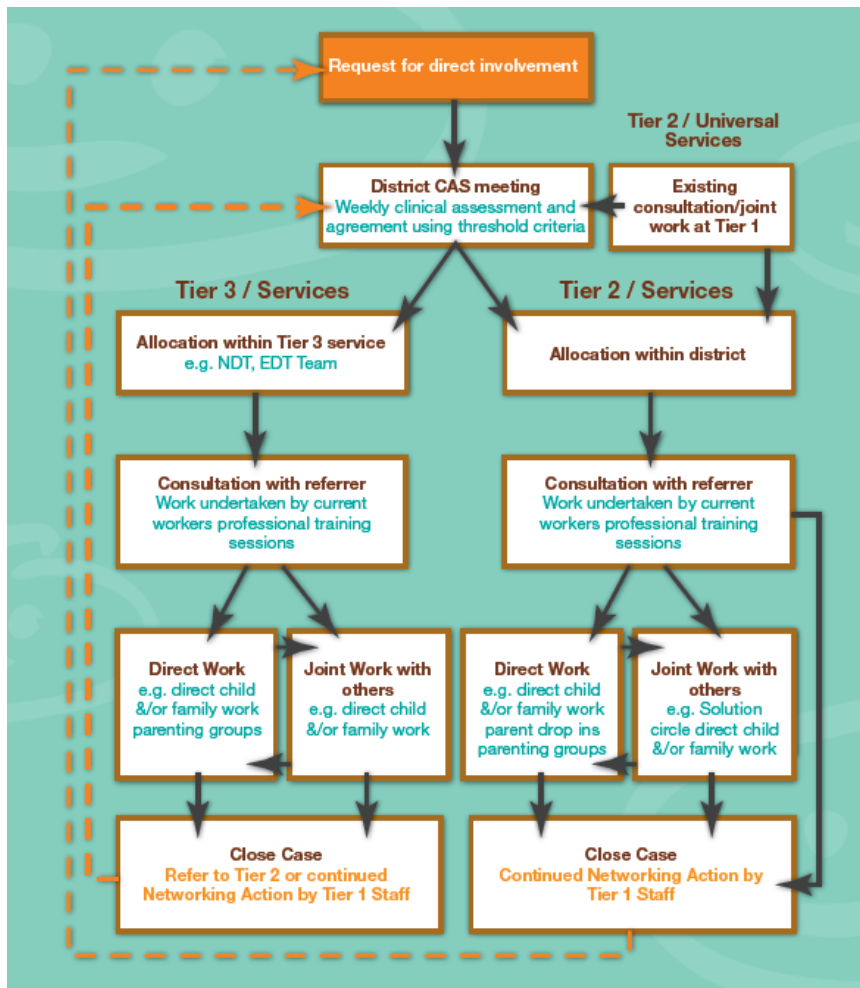 Request for direct involvement
Tier 2 / Universal
Services
District CAS meeting
Weekly clinical assessment and
agreement using threshold criteria
Existing
consultation/joint
work at Tier 1
Tier 3 / Services
Tier 2 / Services
Allocation within Tier 3 service
e.g. NDT, EDT Team
Allocation within district
Consultation with referrer
Work undertaken by current
workers professional training
sessions
Consultation with referrer
Work undertaken by current
workers professional training
sessions
Direct Work
e.g. direct child
&/or family work
parenting groups
Joint Work with
others
e.g. direct child
&/or family work
Direct Work
e.g. direct child
&/or family work
parent drop ins
parenting groups
Joint Work with
others
e.g. Solution
circle direct child
&/or family work
Close Case
Refer to Tier 2 or continued
Networking Action by Tier 1 Staff
Close Case
Continued Networking Action by
Tier 1 Staff